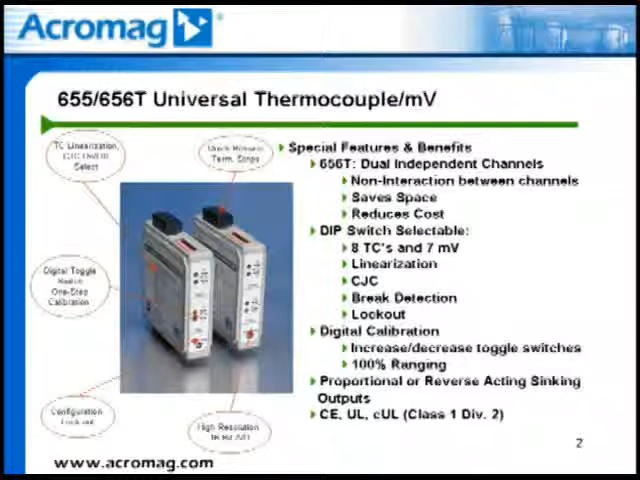 Acromag
655/656T Universal Thermocouple/mV
TC Linearization,
Select
Term. Strips
Digital Toggle
Switch
One-Step
Calibration
Configuration
Lock out
High Resolution
16 Bit A/D
Special Features & Benefits
656T: Dual Independent Channels
Non-Interaction between channels
Saves Space
Reduces Cost
DIP Switch Selectable:
8 TC's and 7 mV
Linearization
CJC
Break Detection
Lockout
Digital Calibration
Increase/decrease toggle switches
100% Ranging
Proportional or Reverse Acting Sinking
Outputs
CE, UL, cUL (Class 1 Div. 2)
2
www.acromag.com